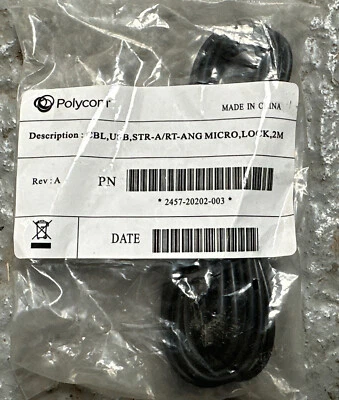 Polycom
MADE IN CHINA
Description : CBL,USB,STR-A/RT-ANG MICRO,LOCK,2M
Rev : A PN
* 2457-20202-003 *
DATE